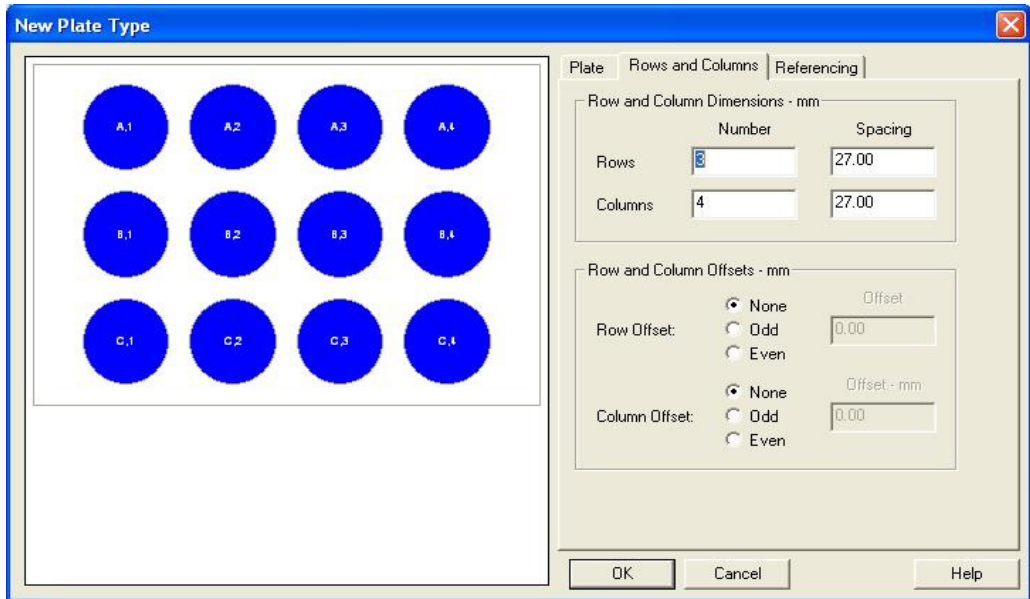 New Plate Type
A,1 A,2 A,3 A,4
B,1 B,2 B,3 B,4
C,1 C,2 C,3 C,4
Plate Rows and Columns Referencing
Row and Column Dimensions - mm
Number Spacing
Rows 3 27.00
Columns 4 27.00
Row and Column Offsets - mm
Offset
Row Offset: None 0.00
Odd
Even
Offset - mm
Column Offset: None 0.00
Odd
Even
OK Cancel Help